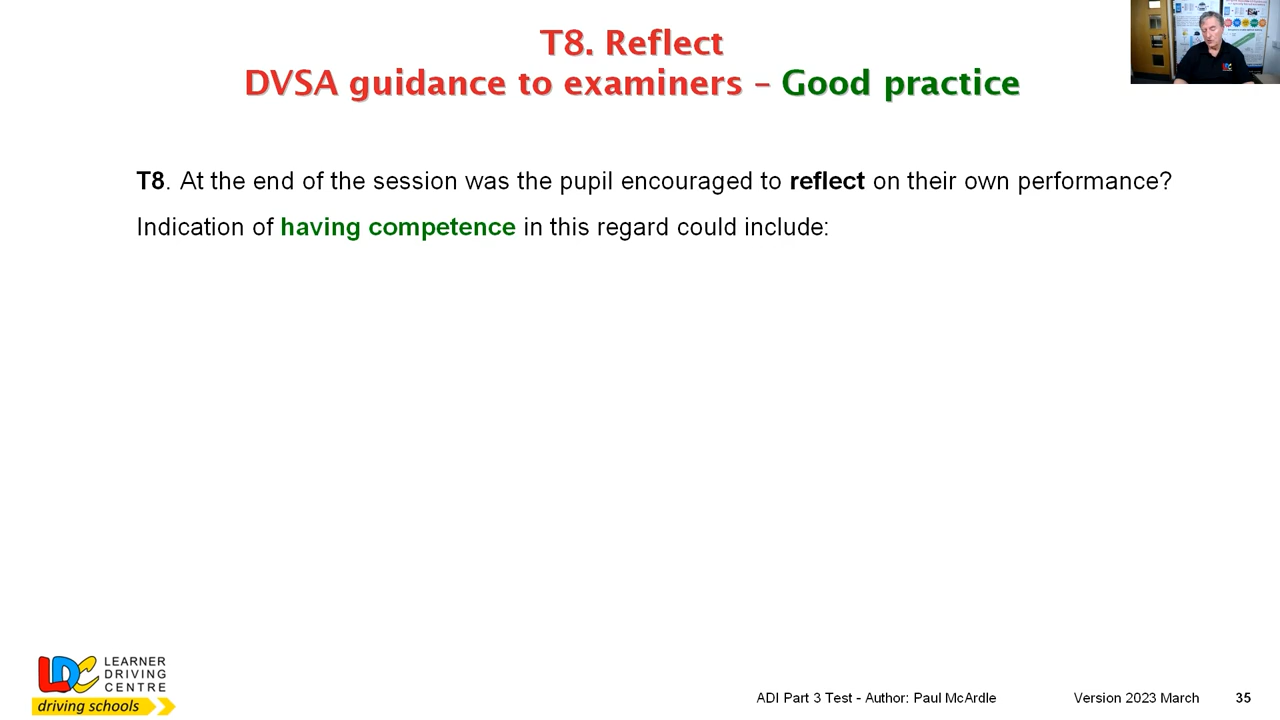 T8. Reflect
DVSA guidance to examiners – Good practice
T8. At the end of the session was the pupil encouraged to reflect on their own performance?
Indication of having competence in this regard could include:
LDC LEARNER
DRIVING
CENTRE
driving schools
ADI Part 3 Test - Author: Paul McArdle Version 2023 March 35